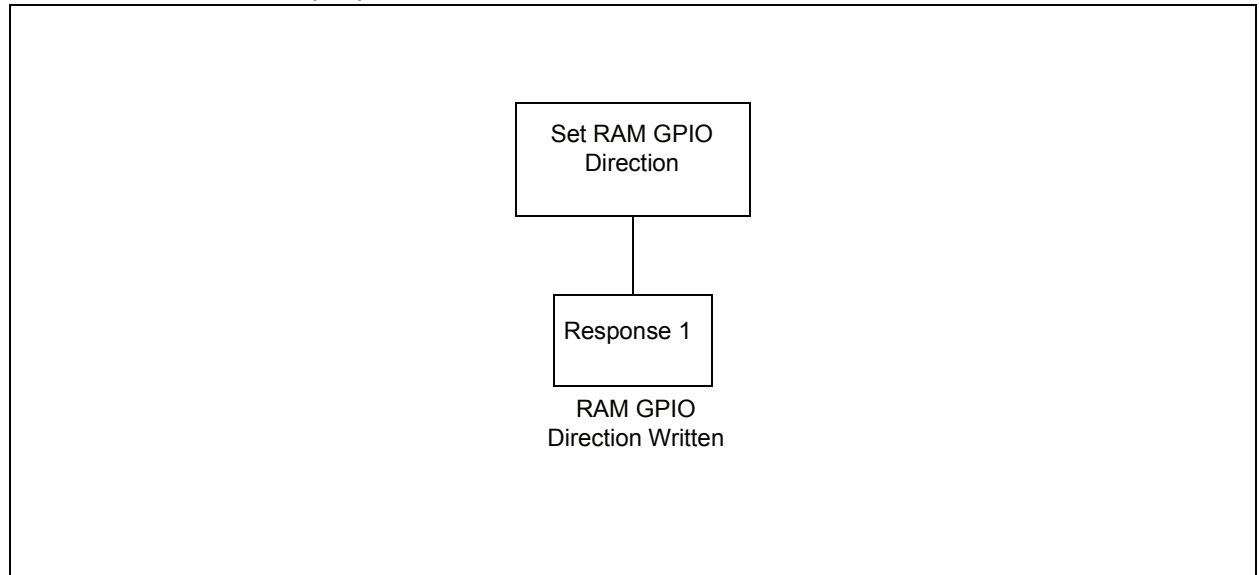 Set RAM GPIO
Direction
Response 1
RAM GPIO
Direction Written